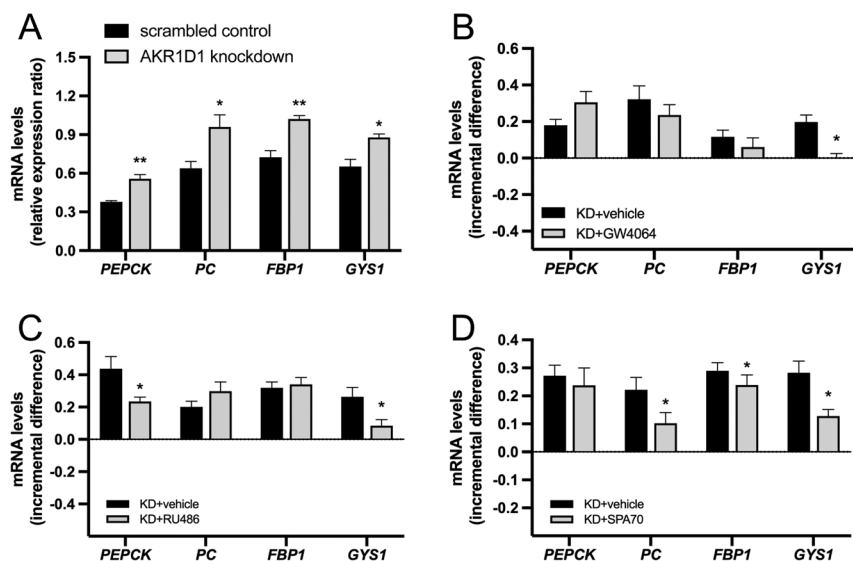 A
scrambled control
AKR1D1 knockdown
mRNA levels
(relative expression ratio)
1.5
1.2
0.9
0.6
0.3
0.0
**
*
**
*
PEPCK
PC
FBP1
GYS1
B
mRNA levels
(incremental difference)
0.6
0.4
0.2
0.0
-0.2
-0.4
*
KD+vehicle
KD+GW4064
PEPCK
PC
FBP1
GYS1
C
mRNA levels
(incremental difference)
0.6
0.4
0.2
0.0
-0.2
-0.4
*
*
KD+vehicle
KD+RU486
PEPCK
PC
FBP1
GYS1
D
mRNA levels
(incremental difference)
0.4
0.3
0.2
0.1
-0.0
-0.1
-0.2
*
*
*
KD+vehicle
KD+SPA70
PEPCK
PC
FBP1
GYS1